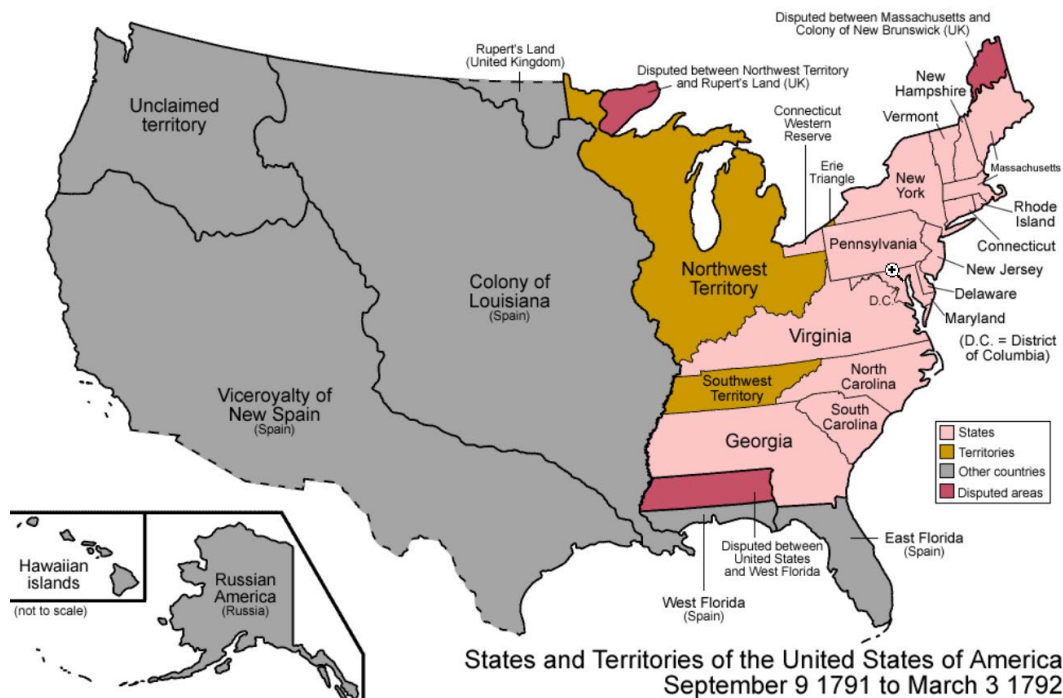 Disputed between Massachusetts and
Colony of New Brunswick (UK)
Rupert's Land
(United Kingdom)
Disputed between Northwest Territory
and Rupert's Land (UK)
New
Hampshire
Vermont
Unclaimed
territory
Connecticut
Western
Reserve
Erie
Triangle
New
York
Massachusetts
Rhode
Island
Connecticut
Pennsylvania
New Jersey
Northwest
Territory
Colony of
Louisiana
(Spain)
D.C.
Delaware
Maryland
(D.C. = District
of Columbia)
Virginia
Southwest
Territory
North
Carolina
South
Carolina
Viceroyalty of
New Spain
(Spain)
Georgia
States
Territories
Other countries
Disputed areas
Disputed between
United States
and West Florida
East Florida
(Spain)
West Florida
(Spain)
Hawaiian
islands
(not to scale)
Russian
America
(Russia)
States and Territories of the United States of America
September 9 1791 to March 3 1792